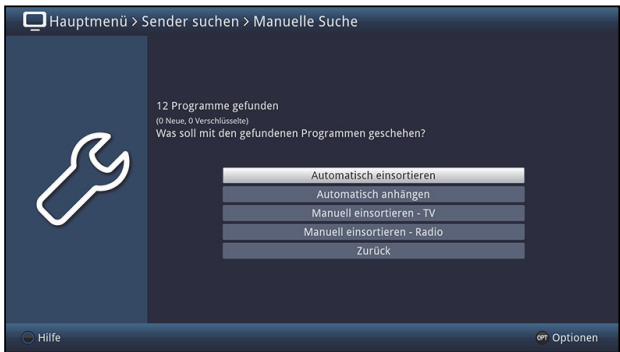 Hauptmenü > Sender suchen > Manuelle Suche
12 Programme gefunden
(0 Neue, 0 Verschlüsselte)
Was soll mit den gefundenen Programmen geschehen?
Automatisch einsortieren
Automatisch anhängen
Manuell einsortieren - TV
Manuell einsortieren - Radio
Zurück
Hilfe
OPT Optionen